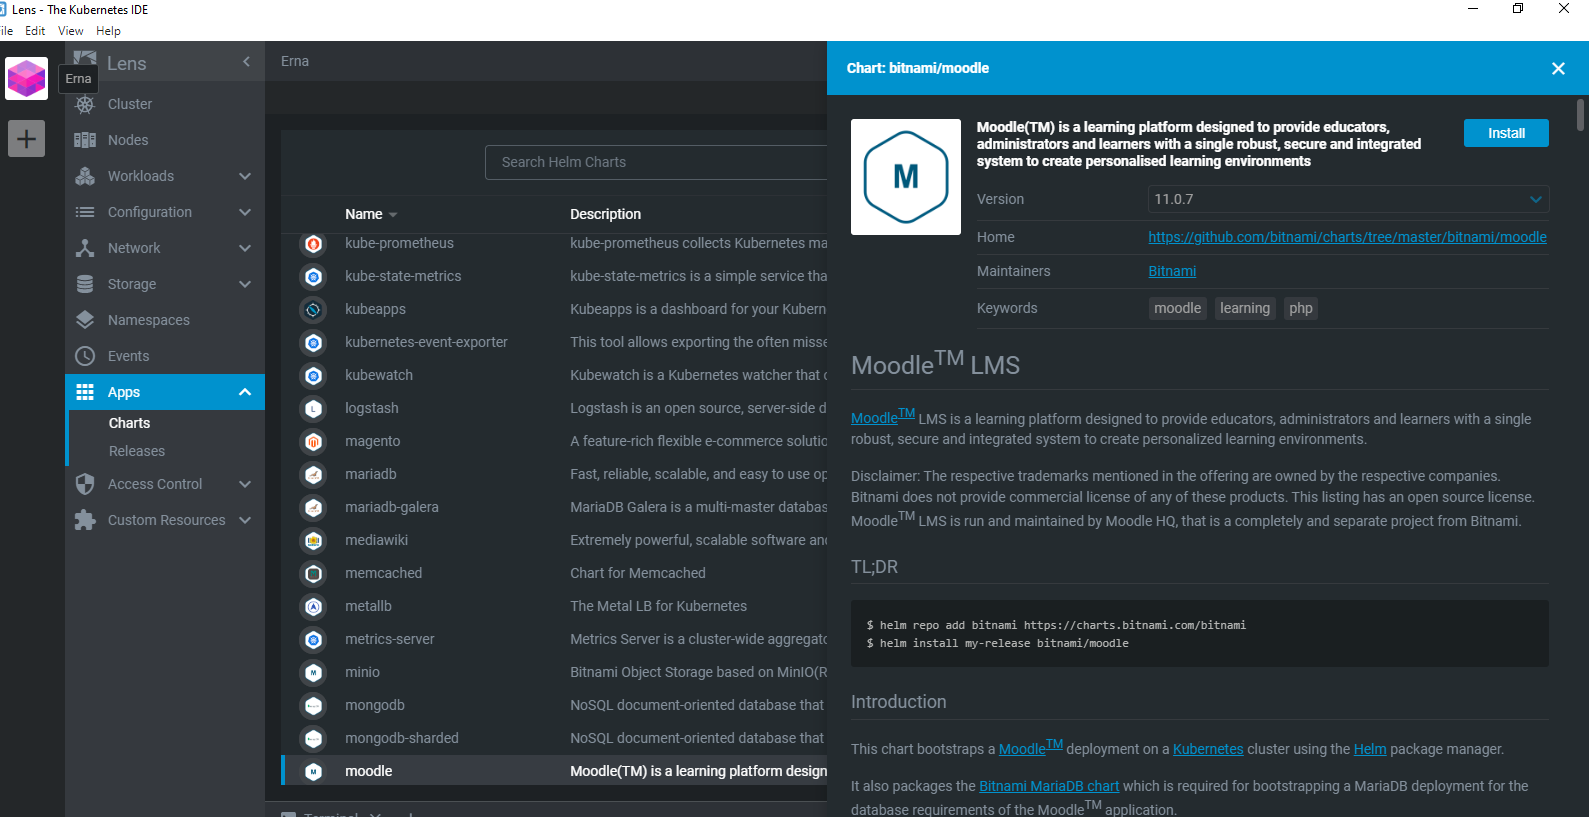 Lens - The Kubernetes IDE
File Edit View Help
Erna
Lens
Cluster
Nodes
Workloads
Configuration
Network
Storage
Namespaces
Events
Apps
Charts
Releases
Access Control
Custom Resources
Erna
Search Helm Charts
Name Description
kube-prometheus kube-prometheus collects Kubernetes ma
kube-state-metrics kube-state-metrics is a simple service tha
kubeapps Kubeapps is a dashboard for your Kubern
kubernetes-event-exporter This tool allows exporting the often misse
kubewatch Kubewatch is a Kubernetes watcher that c
logstash Logstash is an open source, server-side d
magento A feature-rich flexible e-commerce solutio
mariadb Fast, reliable, scalable, and easy to use op
mariadb-galera MariaDB Galera is a multi-master databas
mediawiki Extremely powerful, scalable software and
memcached Chart for Memcached
metallb The Metal LB for Kubernetes
metrics-server Metrics Server is a cluster-wide aggregato
minio Bitnami Object Storage based on MinIO(R
mongodb NoSQL document-oriented database that
mongodb-sharded NoSQL document-oriented database that
moodle Moodle(TM) is a learning platform design
Terminal
Chart: bitnami/moodle
M
Moodle(TM) is a learning platform designed to provide educators,
administrators and learners with a single robust, secure and integrated
system to create personalised learning environments
Install
Version 11.0.7
Home https://github.com/bitnami/charts/tree/master/bitnami/moodle
Maintainers Bitnami
Keywords moodle learning php
Moodle™ LMS
Moodle™ LMS is a learning platform designed to provide educators, administrators and learners with a single
robust, secure and integrated system to create personalized learning environments.
Disclaimer: The respective trademarks mentioned in the offering are owned by the respective companies.
Bitnami does not provide commercial license of any of these products. This listing has an open source license.
Moodle™ LMS is run and maintained by Moodle HQ, that is a completely and separate project from Bitnami.
TL;DR
$ helm repo add bitnami https://charts.bitnami.com/bitnami
$ helm install my-release bitnami/moodle
Introduction
This chart bootstraps a Moodle™ deployment on a Kubernetes cluster using the Helm package manager.
It also packages the Bitnami MariaDB chart which is required for bootstrapping a MariaDB deployment for the
database requirements of the Moodle™ application.